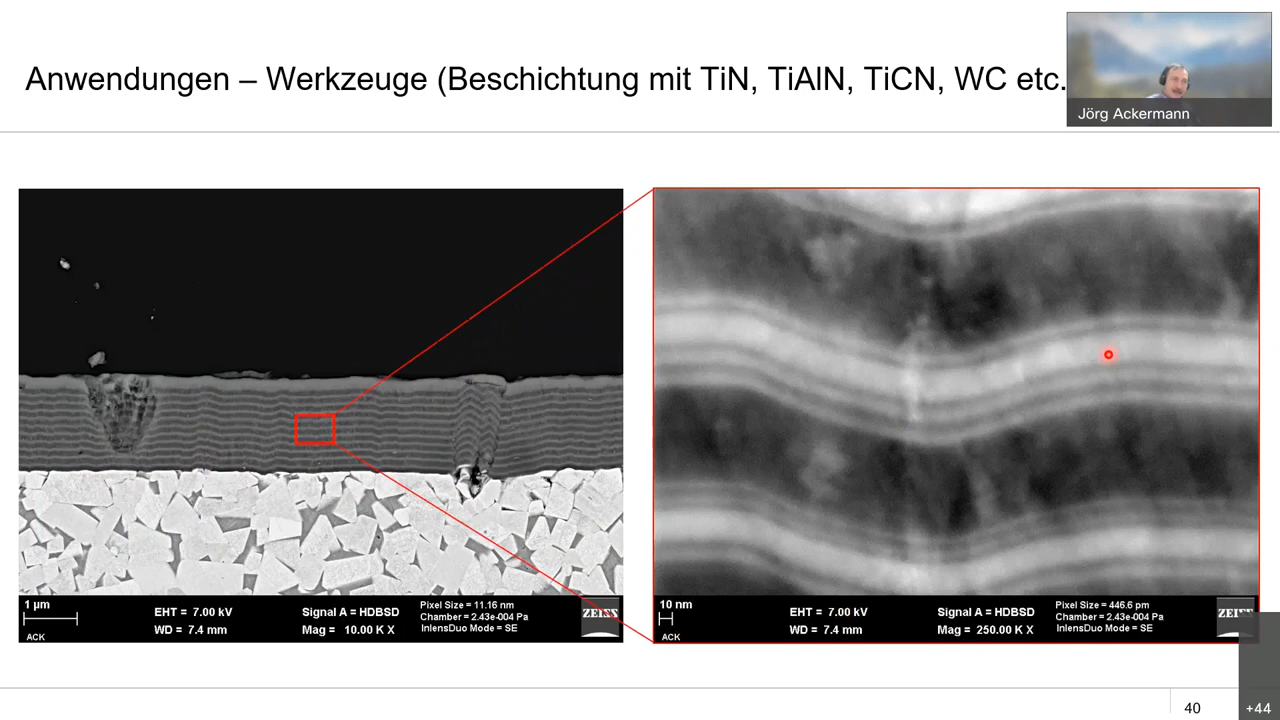 Anwendungen – Werkzeuge (Beschichtung mit TiN, TiAlN, TiCN, WC etc.
Jörg Ackermann
1 µm
EHT = 7.00 kV
Signal A = HDBSD
Pixel Size = 11.16 nm
WD = 7.4 mm
Mag = 10.00 K X
Chamber = 2.43e-004 Pa
InlensDuo Mode = SE
ACK
ZEISS
10 nm
EHT = 7.00 kV
Signal A = HDBSD
Pixel Size = 446.6 pm
WD = 7.4 mm
Mag = 250.00 K X
Chamber = 2.43e-004 Pa
InlensDuo Mode = SE
ACK
ZEISS
40
+44